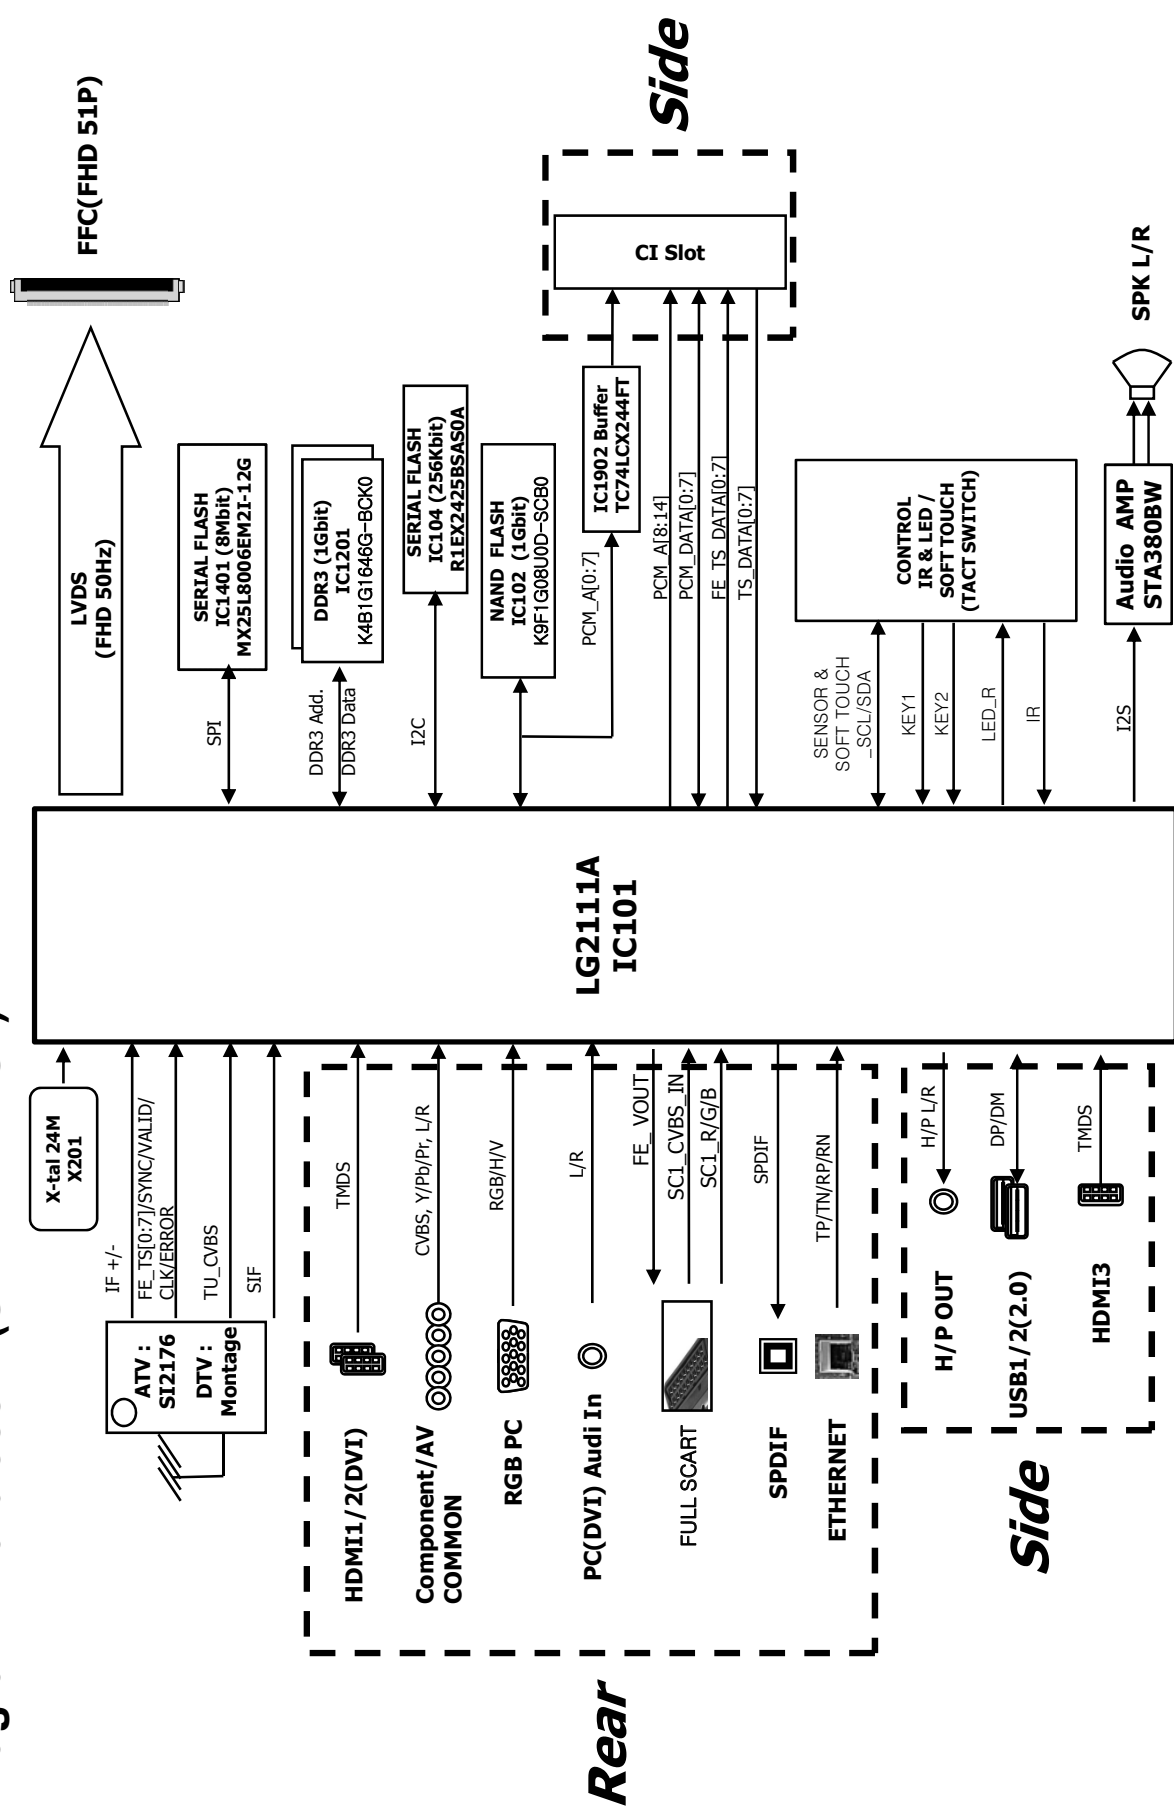 X-tal 24M
X201
ATV :
SI2176
DTV :
Montage
IF +/-
FE_TS[0:7]/SYNC/VALID/
CLK/ERROR
TU_CVBS
SIF
Rear
HDMI1/2(DVI)
TMDS
Component/AV
COMMON
CVBS, Y/Pb/Pr, L/R
RGB PC
RGB/H/V
PC(DVI) Audi In
L/R
FULL SCART
FE_VOUT
SC1_CVBS_IN
SC1_R/G/B
SPDIF
SPDIF
ETHERNET
TP/TN/RP/RN
Side
H/P OUT
H/P L/R
USB1/2(2.0)
DP/DM
HDMI3
TMDS
LG2111A
IC101
LVDS
(FHD 50Hz)
FFC(FHD 51P)
SPI
SERIAL FLASH
IC1401 (8Mbit)
MX25L8006EM2I-12G
DDR3 Add.
DDR3 Data
DDR3 (1Gbit)
IC1201
K4B1G1646G-BCK0
I2C
SERIAL FLASH
IC104 (256Kbit)
R1EX2425BSAS0A
NAND FLASH
IC102 (1Gbit)
K9F1G08U0D-SCB0
PCM_A[0:7]
IC1902 Buffer
TC74LCX244FT
PCM_A[8:14]
PCM_DATA[0:7]
FE_TS_DATA[0:7]
TS_DATA[0:7]
CI Slot
Side
SENSOR &
SOFT TOUCH
_SCL/SDA
KEY1
KEY2
LED_R
IR
CONTROL
IR & LED /
SOFT TOUCH
(TACT SWITCH)
I2S
Audio AMP
STA380BW
SPK L/R